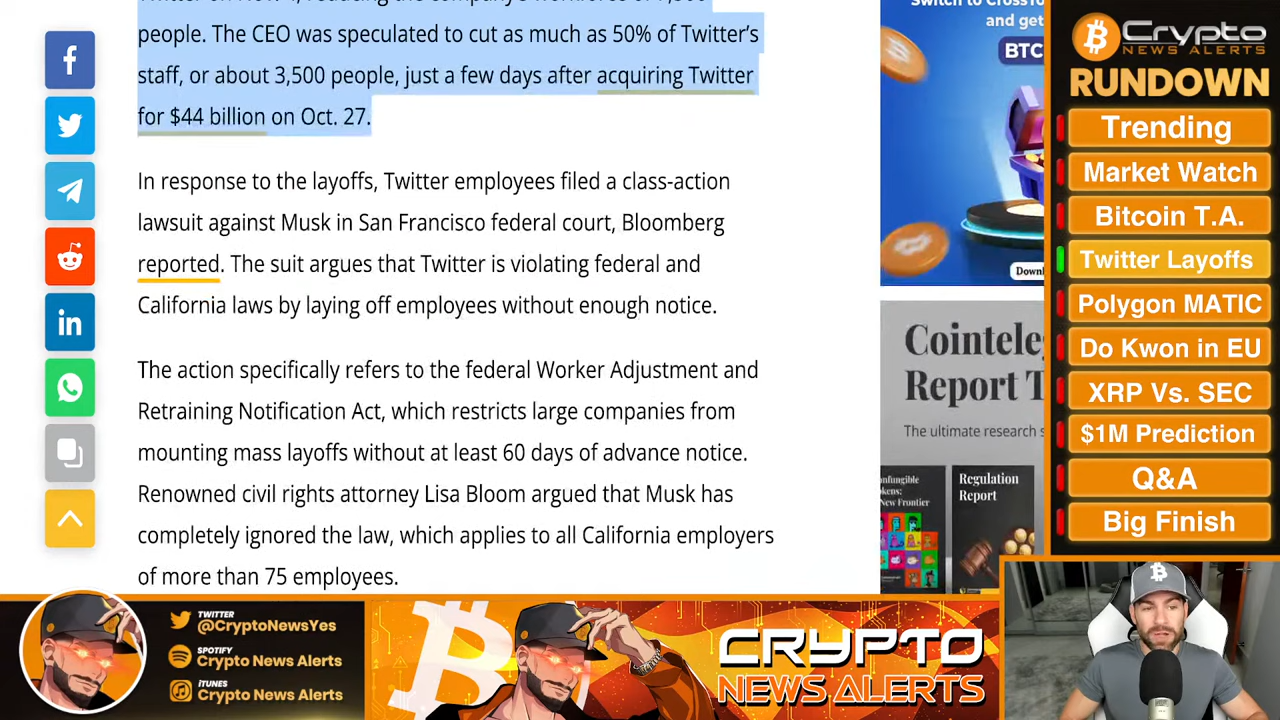 people. The CEO was speculated to cut as much as 50% of Twitter's
staff, or about 3,500 people, just a few days after acquiring Twitter
for $44 billion on Oct. 27.
In response to the layoffs, Twitter employees filed a class-action
lawsuit against Musk in San Francisco federal court, Bloomberg
reported. The suit argues that Twitter is violating federal and
California laws by laying off employees without enough notice.
The action specifically refers to the federal Worker Adjustment and
Retraining Notification Act, which restricts large companies from
mounting mass layoffs without at least 60 days of advance notice.
Renowned civil rights attorney Lisa Bloom argued that Musk has
completely ignored the law, which applies to all California employers
of more than 75 employees.
and get
BTC
Downl
Cointele
Report T
The ultimate research s
New Frontier
Regulation
Report
Crypto
NEWS ALERTS
RUNDOWN
Trending
Market Watch
Bitcoin T.A.
Twitter Layoffs
Polygon MATIC
Do Kwon in EU
XRP Vs. SEC
$1M Prediction
Q&A
Big Finish
TWITTER
@CryptoNewsYes
SPOTIFY
Crypto News Alerts
iTUNES
Crypto News Alerts
CRYPTO
NEWS ALERTS